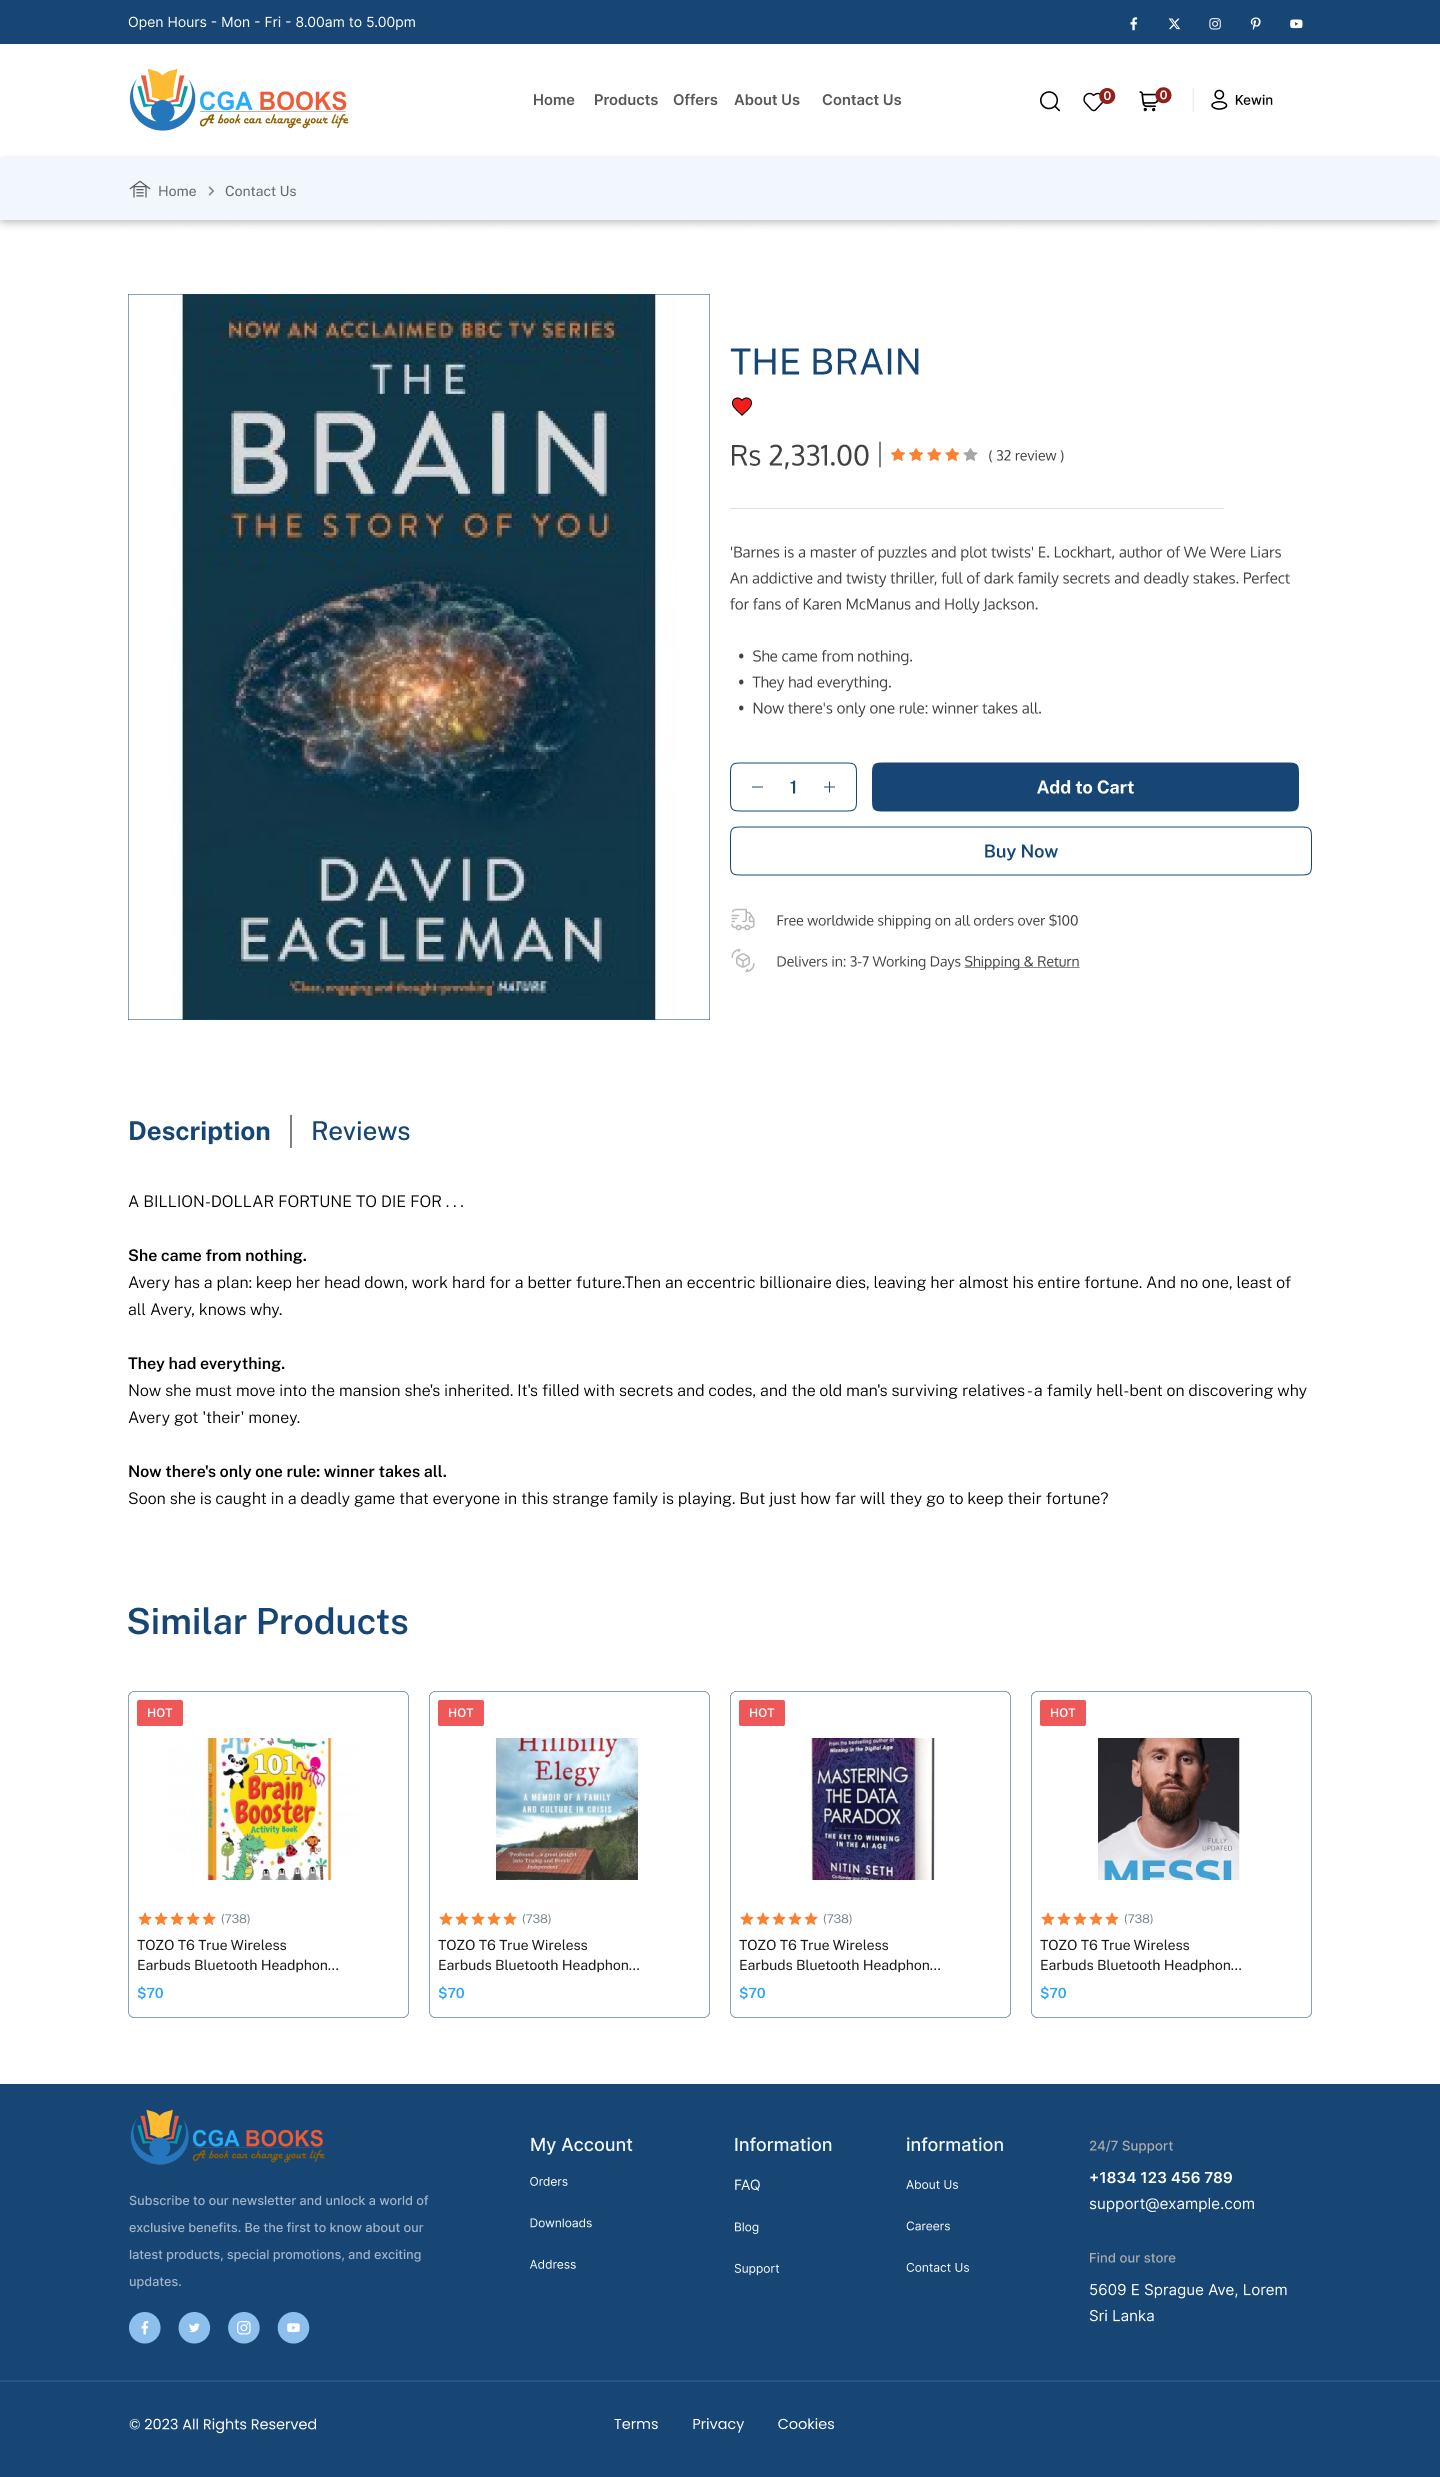 Open Hours - Mon - Fri - 8.00am to 5.00pm
CGA BOOKS
A book can change your life
Home Products Offers About Us Contact Us
0
0
Kewin
Home > Contact Us
NOW AN ACCLAIMED BBC TV SERIES
THE
BRAIN
THE STORY OF YOU
DAVID
EAGLEMAN
'Clear, engaging and thought-provoking' NATURE
THE BRAIN
Rs 2,331.00
( 32 review )
'Barnes is a master of puzzles and plot twists' E. Lockhart, author of We Were Liars
An addictive and twisty thriller, full of dark family secrets and deadly stakes. Perfect
for fans of Karen McManus and Holly Jackson.
• She came from nothing.
• They had everything.
• Now there's only one rule: winner takes all.
− 1 +
Add to Cart
Buy Now
Free worldwide shipping on all orders over $100
Delivers in: 3-7 Working Days Shipping & Return
Description | Reviews
A BILLION-DOLLAR FORTUNE TO DIE FOR . . .
She came from nothing.
Avery has a plan: keep her head down, work hard for a better future.Then an eccentric billionaire dies, leaving her almost his entire fortune. And no one, least of
all Avery, knows why.
They had everything.
Now she must move into the mansion she's inherited. It's filled with secrets and codes, and the old man's surviving relatives - a family hell-bent on discovering why
Avery got 'their' money.
Now there's only one rule: winner takes all.
Soon she is caught in a deadly game that everyone in this strange family is playing. But just how far will they go to keep their fortune?
Similar Products
HOT
101
Brain
Booster
Activity Book
(738)
TOZO T6 True Wireless
Earbuds Bluetooth Headphon...
$70
HOT
Hillbilly
Elegy
A MEMOIR OF A FAMILY
AND CULTURE IN CRISIS
'Profound ... a great insight
into Trump and Brexit'
Independent
(738)
TOZO T6 True Wireless
Earbuds Bluetooth Headphon...
$70
HOT
From the bestselling author of
Winning in the Digital Age
MASTERING
THE DATA
PARADOX
THE KEY TO WINNING
IN THE AI AGE
NITIN SETH
(738)
TOZO T6 True Wireless
Earbuds Bluetooth Headphon...
$70
HOT
FULLY
UPDATED
MESSI
(738)
TOZO T6 True Wireless
Earbuds Bluetooth Headphon...
$70
CGA BOOKS
A book can change your life
Subscribe to our newsletter and unlock a world of
exclusive benefits. Be the first to know about our
latest products, special promotions, and exciting
updates.
My Account
Orders
Downloads
Address
Information
FAQ
Blog
Support
information
About Us
Careers
Contact Us
24/7 Support
+1834 123 456 789
support@example.com
Find our store
5609 E Sprague Ave, Lorem
Sri Lanka
© 2023 All Rights Reserved
Terms Privacy Cookies